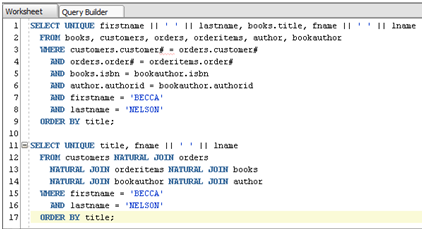 Worksheet Query Builder
1 SELECT UNIQUE firstname || ' ' || lastname, books.title, fname || ' ' || lname
2 FROM books, customers, orders, orderitems, author, bookauthor
3 WHERE customers.customer# = orders.customer#
4 AND orders.order# = orderitems.order#
5 AND books.isbn = bookauthor.isbn
6 AND author.authorid = bookauthor.authorid
7 AND firstname = 'BECCA'
8 AND lastname = 'NELSON'
9 ORDER BY title;
10
11 SELECT UNIQUE title, fname || ' ' || lname
12 FROM customers NATURAL JOIN orders
13 NATURAL JOIN orderitems NATURAL JOIN books
14 NATURAL JOIN bookauthor NATURAL JOIN author
15 WHERE firstname = 'BECCA'
16 AND lastname = 'NELSON'
17 ORDER BY title;